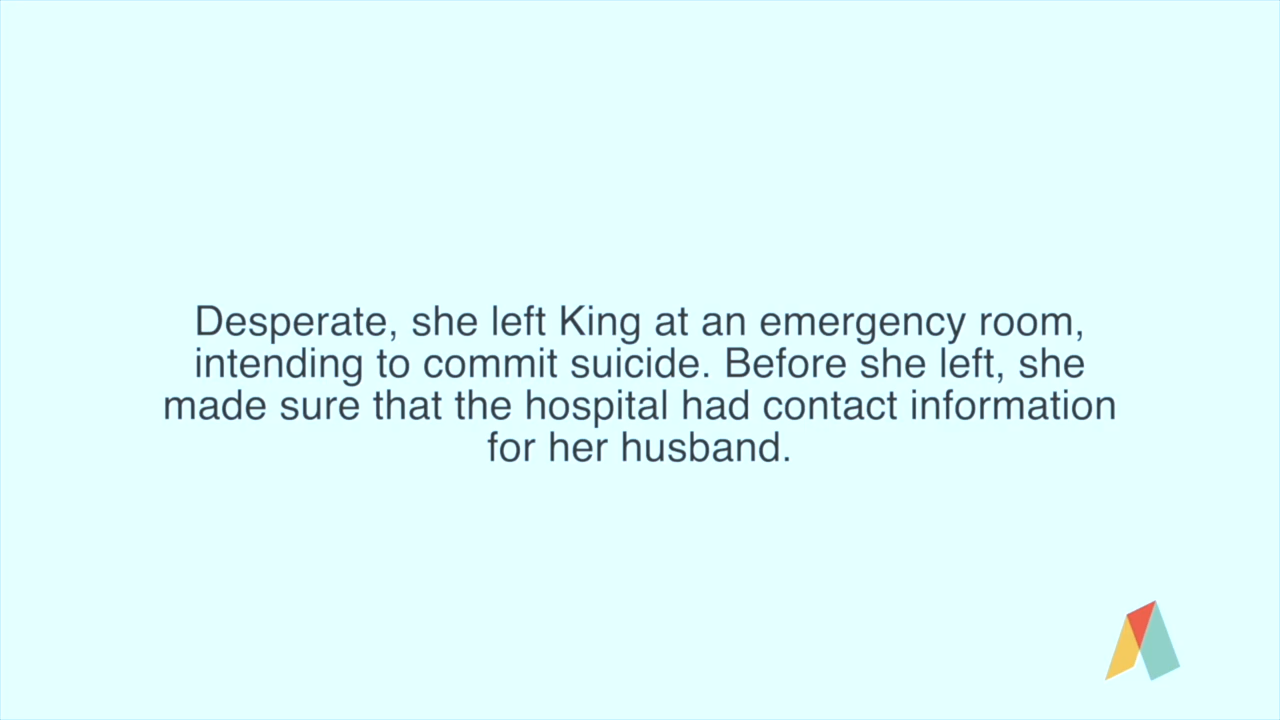 Desperate, she left King at an emergency room,
intending to commit suicide. Before she left, she
made sure that the hospital had contact information
for her husband.